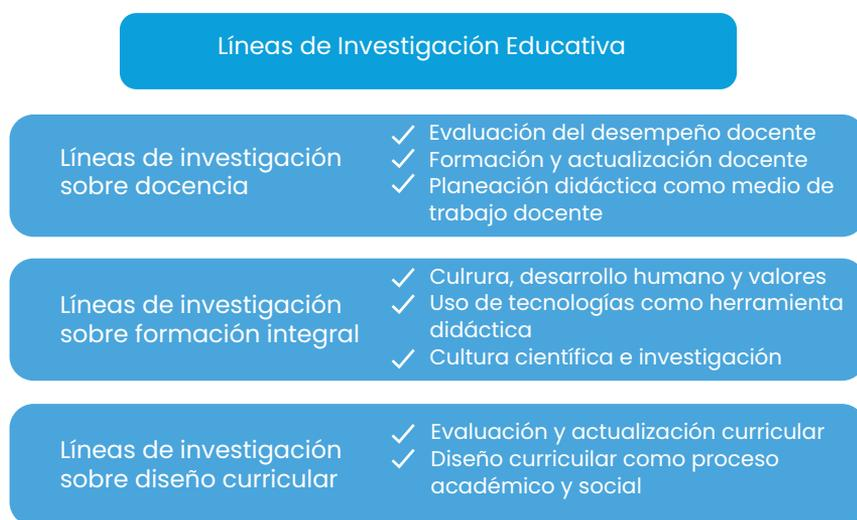 Líneas de Investigación Educativa
Líneas de investigación
sobre docencia
Evaluación del desempeño docente
Formación y actualización docente
Planeación didáctica como medio de
trabajo docente
Líneas de investigación
sobre formación integral
Culrura, desarrollo humano y valores
Uso de tecnologías como herramienta
didáctica
Cultura científica e investigación
Líneas de investigación
sobre diseño curricular
Evaluación y actualización curricular
Diseño curricuilar como proceso
académico y social